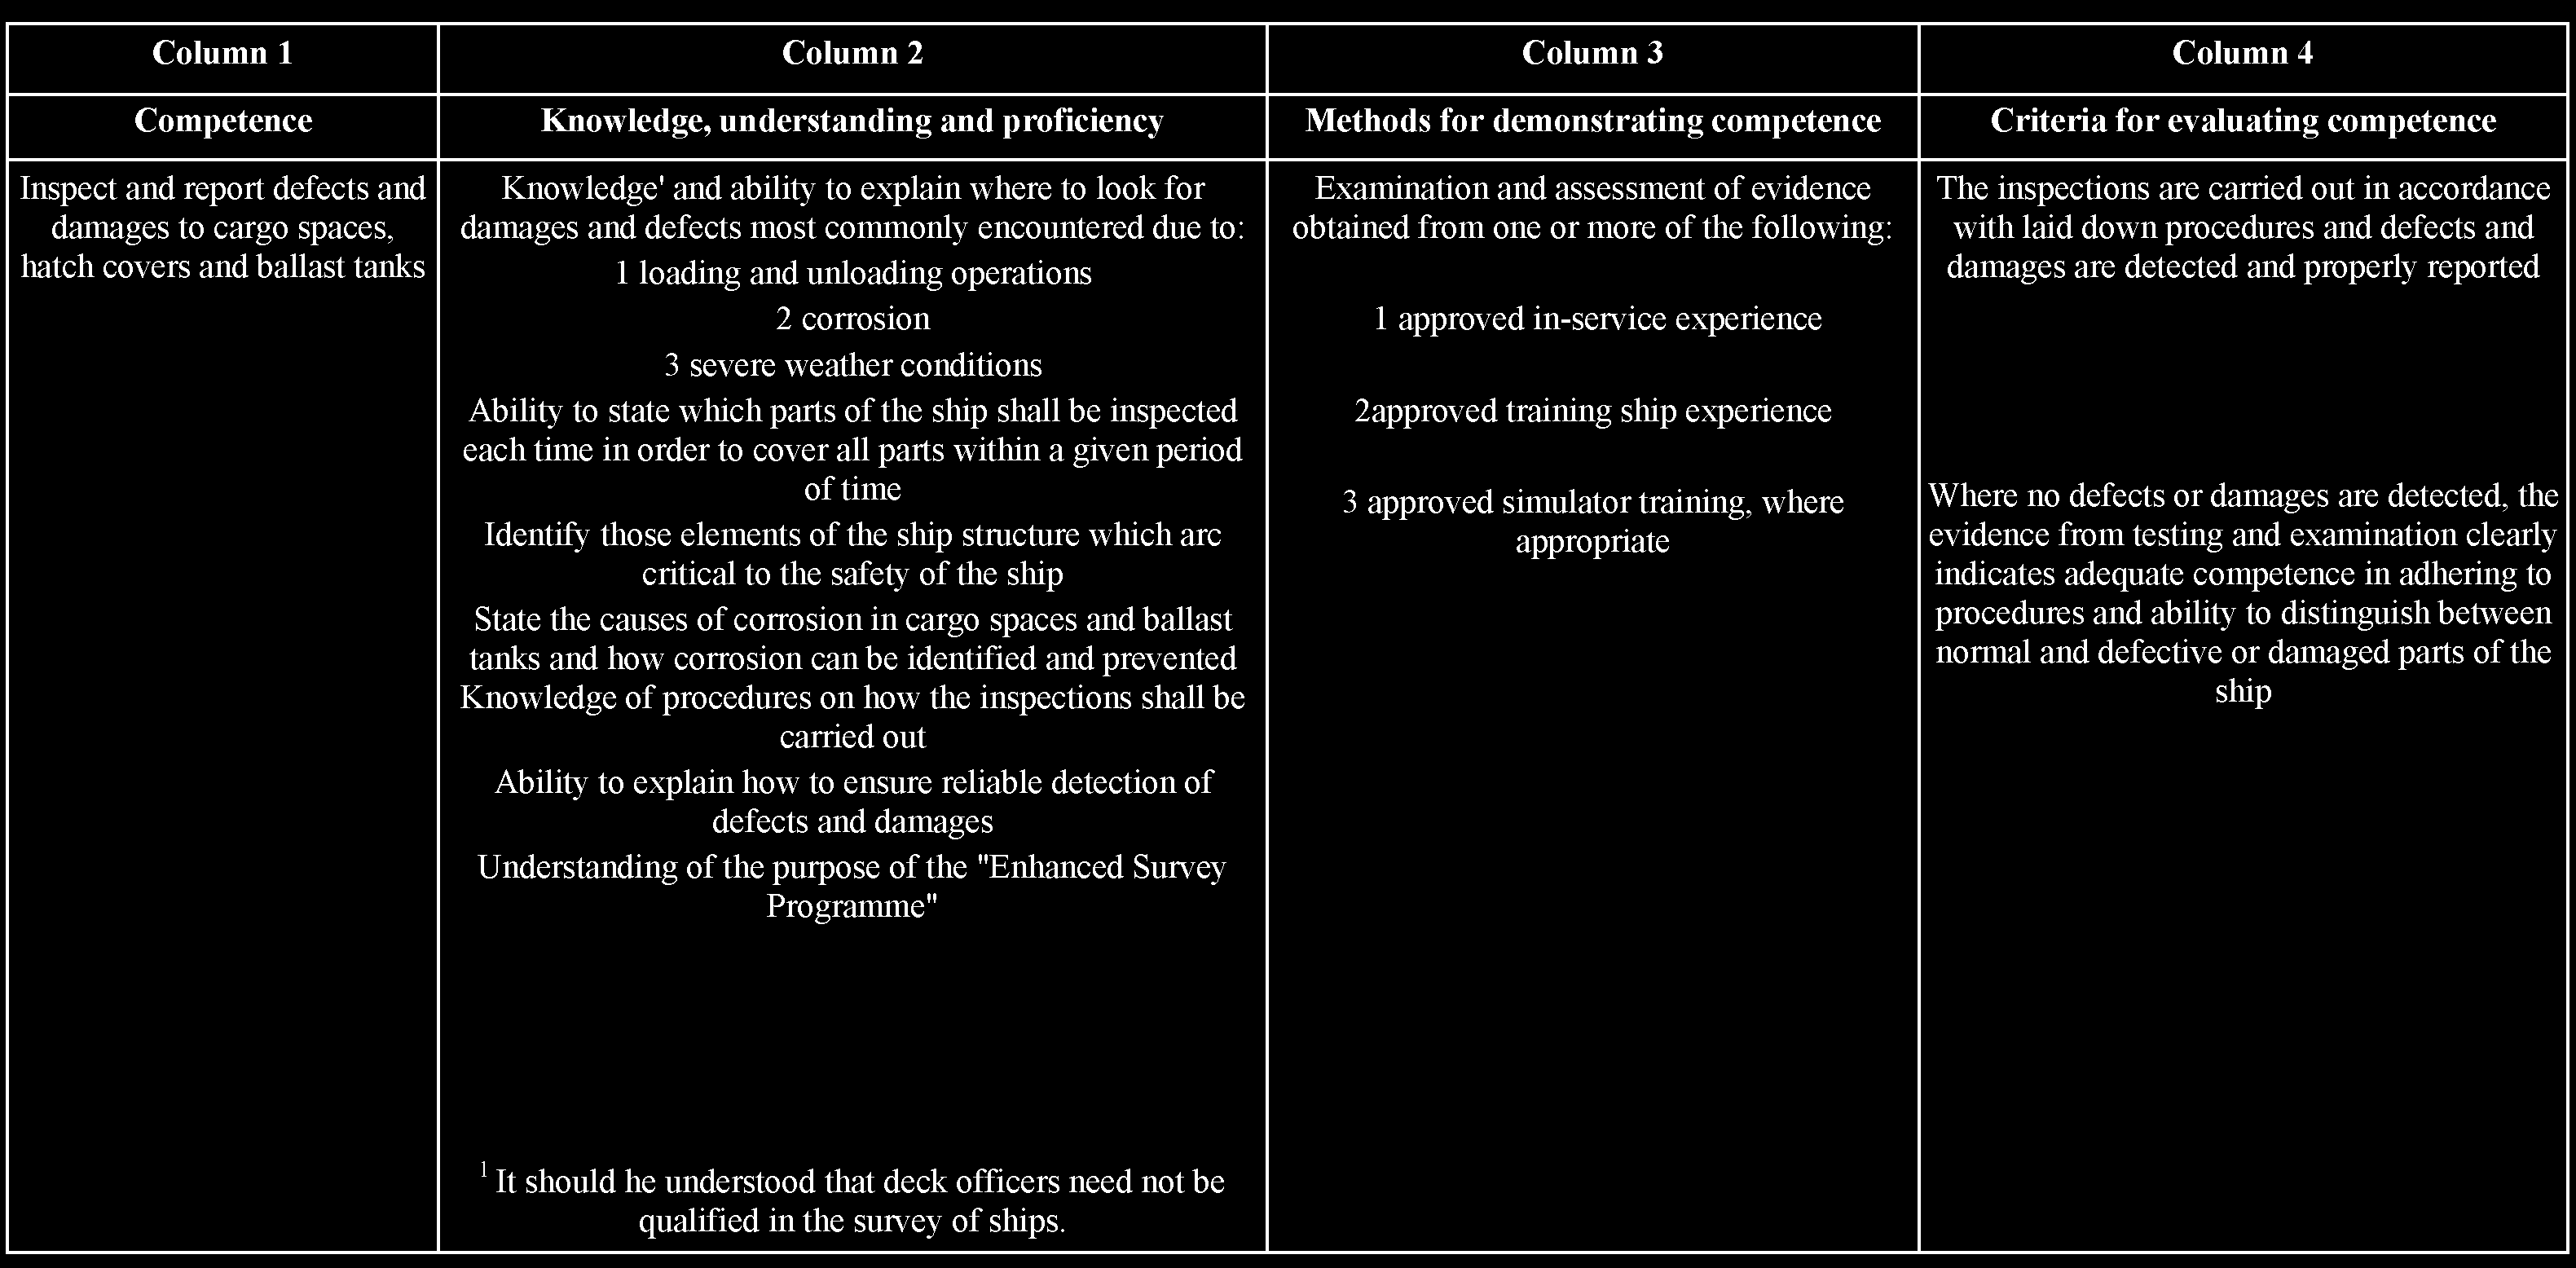 Column 1
Column 2
Column 3
Column 4
Competence
Knowledge, understanding and proficiency
Methods for demonstrating competence
Criteria for evaluating competence
Inspect and report defects and
damages to cargo spaces,
hatch covers and ballast tanks
Knowledge' and ability to explain where to look for
damages and defects most commonly encountered due to:
1 loading and unloading operations
2 corrosion
3 severe weather conditions
Ability to state which parts of the ship shall be inspected
each time in order to cover all parts within a given period
of time
Identify those elements of the ship structure which arc
critical to the safety of the ship
State the causes of corrosion in cargo spaces and ballast
tanks and how corrosion can be identified and prevented
Knowledge of procedures on how the inspections shall be
carried out
Ability to explain how to ensure reliable detection of
defects and damages
Understanding of the purpose of the "Enhanced Survey
Programme"
1 It should he understood that deck officers need not be
qualified in the survey of ships.
Examination and assessment of evidence
obtained from one or more of the following:
1 approved in-service experience
2approved training ship experience
3 approved simulator training, where
appropriate
The inspections are carried out in accordance
with laid down procedures and defects and
damages are detected and properly reported
Where no defects or damages are detected, the
evidence from testing and examination clearly
indicates adequate competence in adhering to
procedures and ability to distinguish between
normal and defective or damaged parts of the
ship